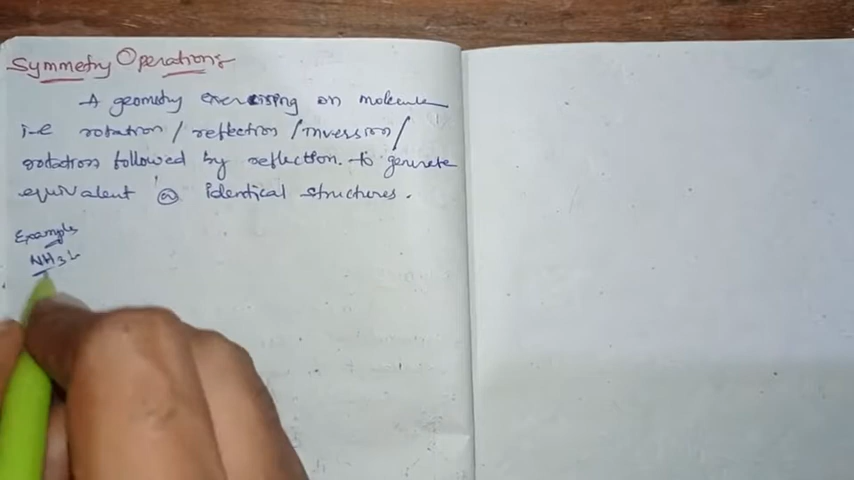 Symmetry Operations
A geometry exercising on molecule
i-e rotation / reflection / inversion /
rotation followed by reflection. to generate
equivalent (or) identical structures.
Example
NH3